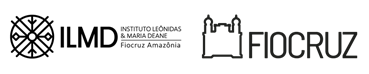 ILMD
INSTITUTO LEÔNIDAS
& MARIA DEANE
Fiocruz Amazônia
FIOCRUZ